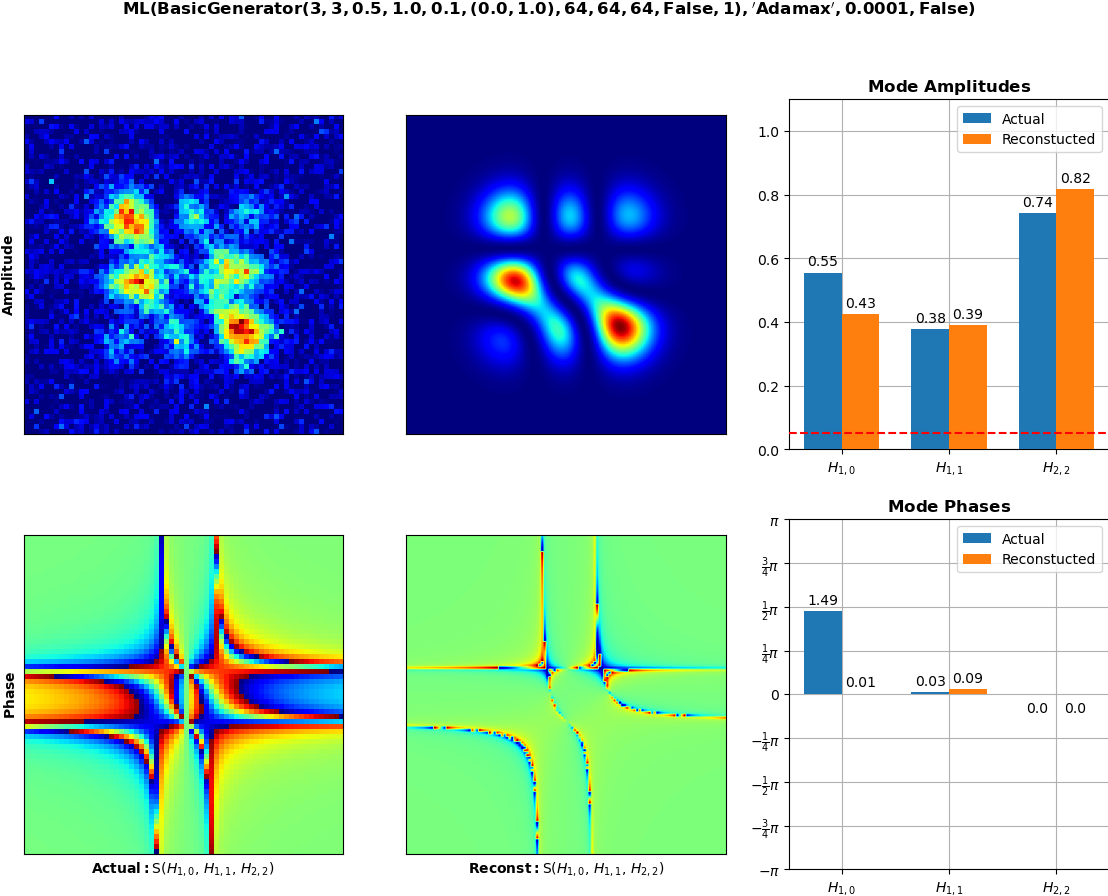 ML(BasicGenerator(3, 3, 0.5, 1.0, 0.1, (0.0, 1.0), 64, 64, 64, False, 1), 'Adamax', 0.0001, False)
Amplitude
Mode Amplitudes
Actual
Reconstucted
1.0
0.8
0.6
0.4
0.2
0.0
0.55
0.43
0.38
0.39
0.74
0.82
H1,0
H1,1
H2,2
Phase
Actual: S(H1,0, H1,1, H2,2)
Reconst: S(H1,0, H1,1, H2,2)
Mode Phases
Actual
Reconstucted
π
3/4π
1/2π
1/4π
0
−1/4π
−1/2π
−3/4π
−π
1.49
0.01
0.03
0.09
0.0
0.0
H1,0
H1,1
H2,2